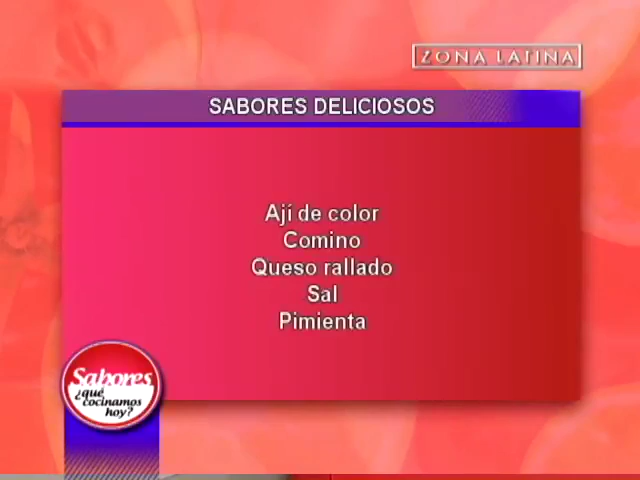 ZONA LATINA
SABORES DELICIOSOS
Ají de color
Comino
Queso rallado
Sal
Pimienta
Sabores
¿qué
cocinamos
hoy?